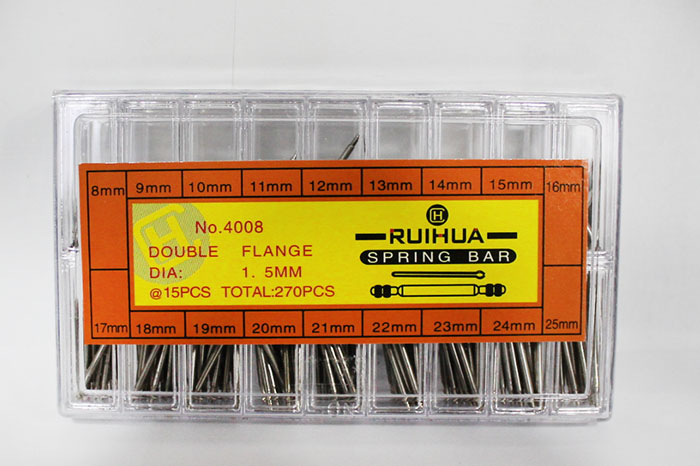 8mm 9mm 10mm 11mm 12mm 13mm 14mm 15mm 16mm
No.4008
DOUBLE FLANGE
DIA: 1. 5MM
@15PCS TOTAL:270PCS
H
RUIHUA
SPRING BAR
17mm 18mm 19mm 20mm 21mm 22mm 23mm 24mm 25mm